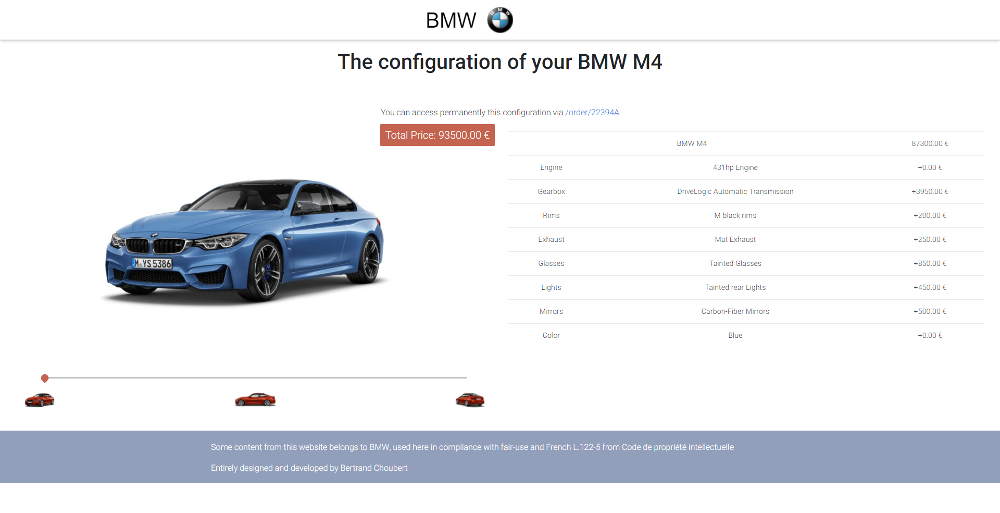 BMW
The configuration of your BMW M4
You can access permanently this configuration via /order/22394A
Total Price: 93500.00 €
BMW M4 87300.00 €
Engine 431hp Engine +0.00 €
Gearbox DriveLogic Automatic Transmission +3950.00 €
Rims M black rims +200.00 €
Exhaust Mat Exhaust +250.00 €
Glasses Tainted Glasses +850.00 €
Lights Tainted rear Lights +450.00 €
Mirrors Carbon-Fiber Mirrors +500.00 €
Color Blue +0.00 €
M YS 5386
Some content from this website belongs to BMW, used here in compliance with fair-use and French L.122-5 from Code de propriété intellectuelle
Entirely designed and developed by Bertrand Choubert